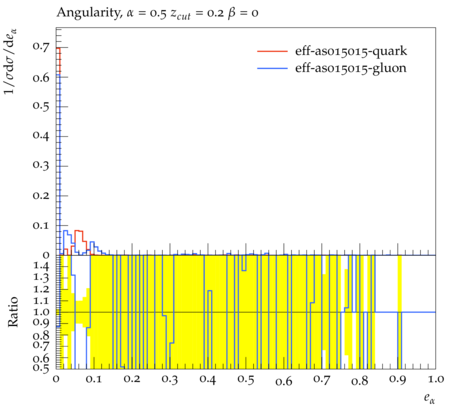 Angularity, α = 0.5 z_cut = 0.2 β = 0
1/σdσ/de_α
0.7
0.6
0.5
0.4
0.3
0.2
0.1
0
eff-as015015-quark
eff-as015015-gluon
Ratio
1.4
1.3
1.2
1.1
1.0
0.9
0.8
0.7
0.6
0.5
0 0.1 0.2 0.3 0.4 0.5 0.6 0.7 0.8 0.9 1.0
e_α